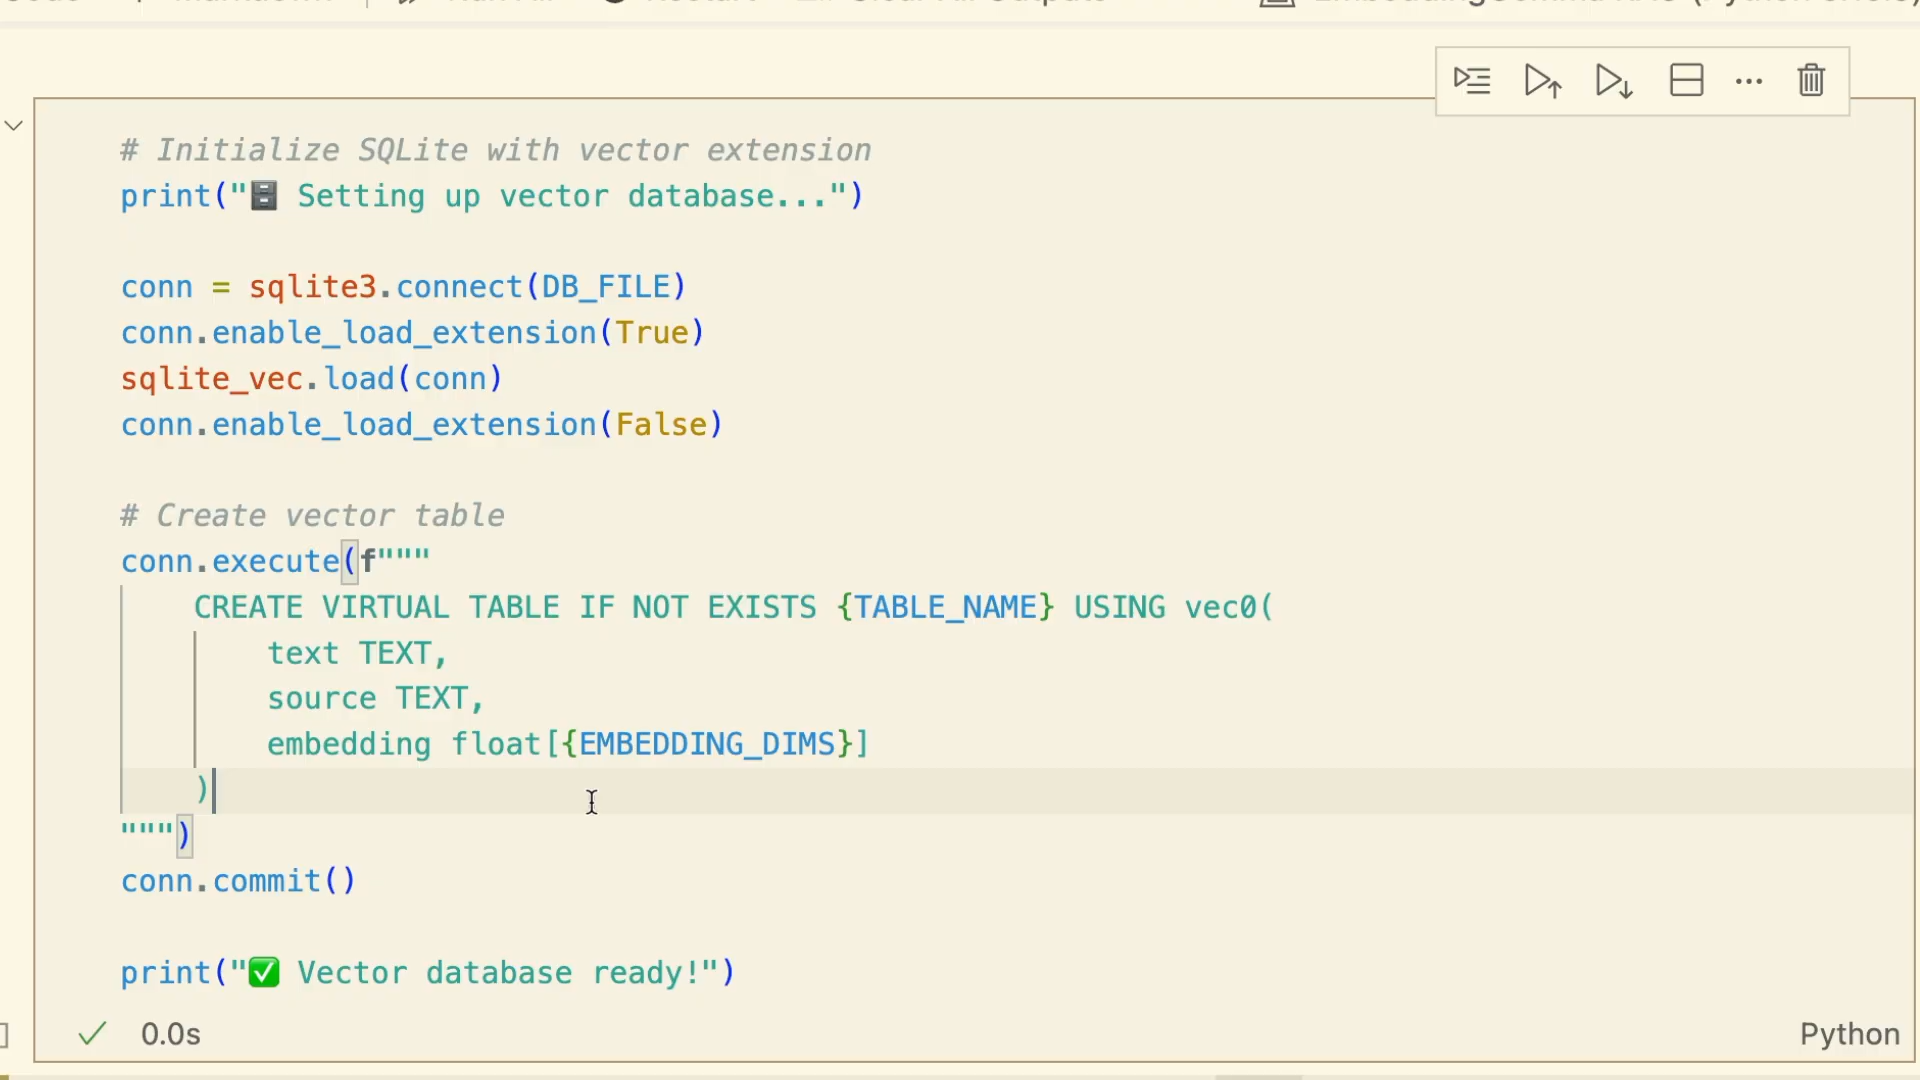 # Initialize SQLite with vector extension
print("🗄️ Setting up vector database...")
conn = sqlite3.connect(DB_FILE)
conn.enable_load_extension(True)
sqlite_vec.load(conn)
conn.enable_load_extension(False)
# Create vector table
conn.execute(f"""
CREATE VIRTUAL TABLE IF NOT EXISTS {TABLE_NAME} USING vec0(
text TEXT,
source TEXT,
embedding float[{EMBEDDING_DIMS}]
)
""")
conn.commit()
print("✅ Vector database ready!")
0.0s
Python